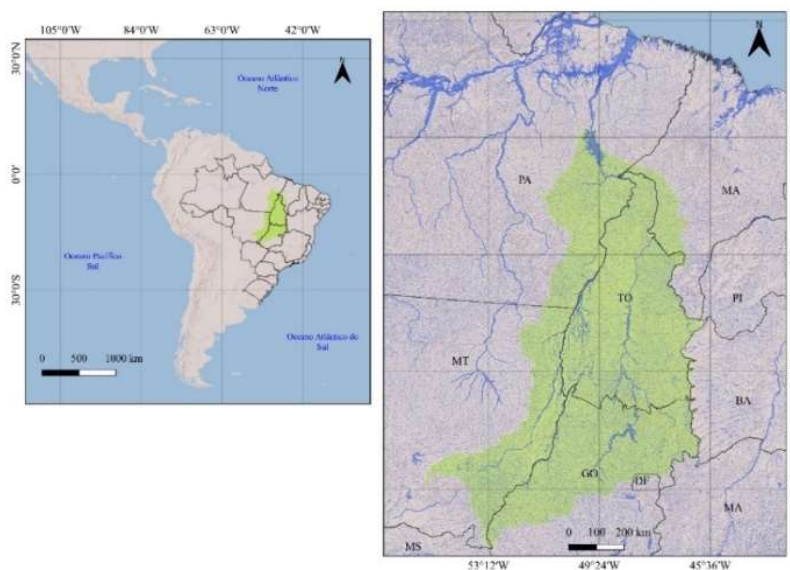 105°0'W 84°0'W 63°0'W 42°0'W
30°0'N
0°0'
30°0'S
N
Oceano Atlântico
Norte
Oceano Pacífico
Sul
Oceano Atlântico do
Sul
0 500 1000 km
N
PA
MA
TO
PI
MT
BA
GO
DF
MA
MS
0 100 200 km
53°12'W 49°24'W 45°36'W